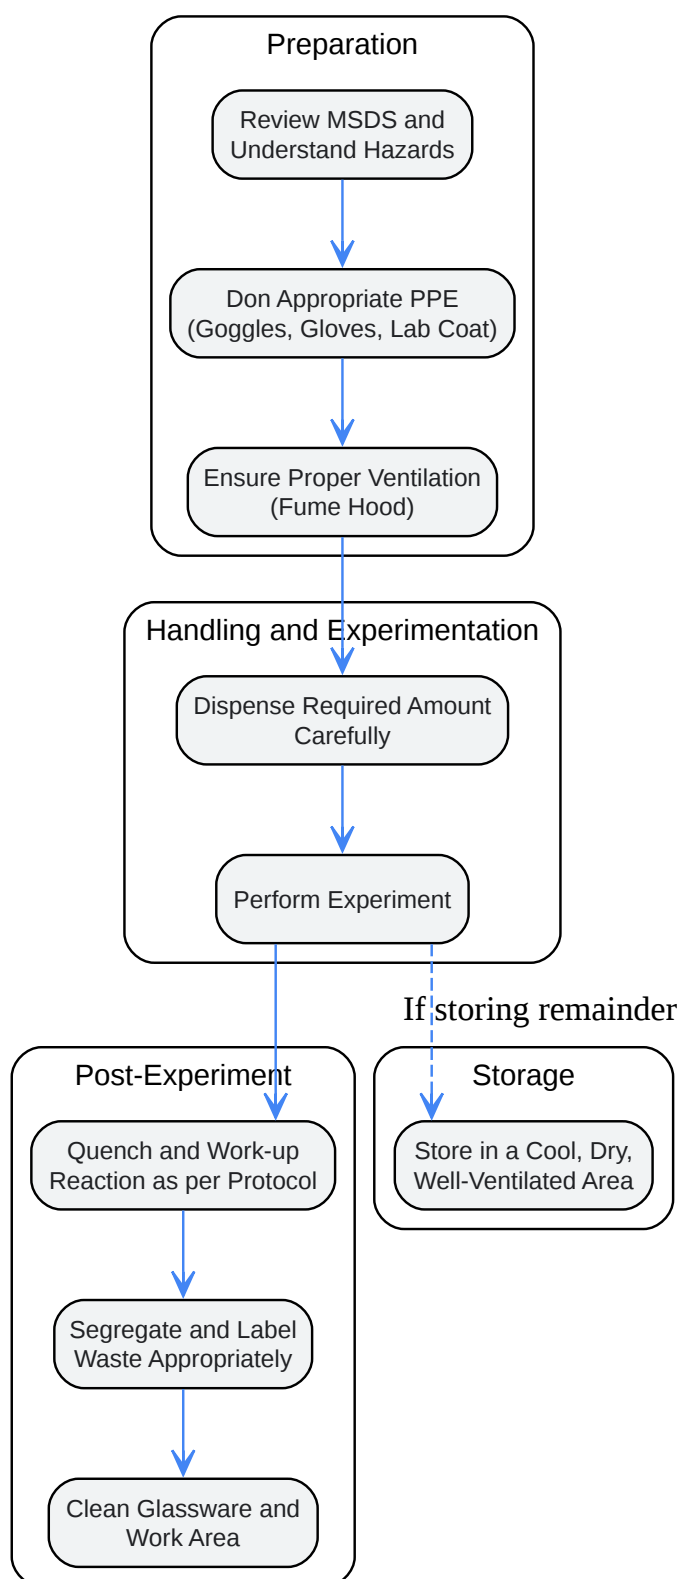 Preparation
Review MSDS and
Understand Hazards
Don Appropriate PPE
(Goggles, Gloves, Lab Coat)
Ensure Proper Ventilation
(Fume Hood)
Handling and Experimentation
Dispense Required Amount
Carefully
Perform Experiment
If storing remainder
Post-Experiment
Quench and Work-up
Reaction as per Protocol
Segregate and Label
Waste Appropriately
Clean Glassware and
Work Area
Storage
Store in a Cool, Dry,
Well-Ventilated Area